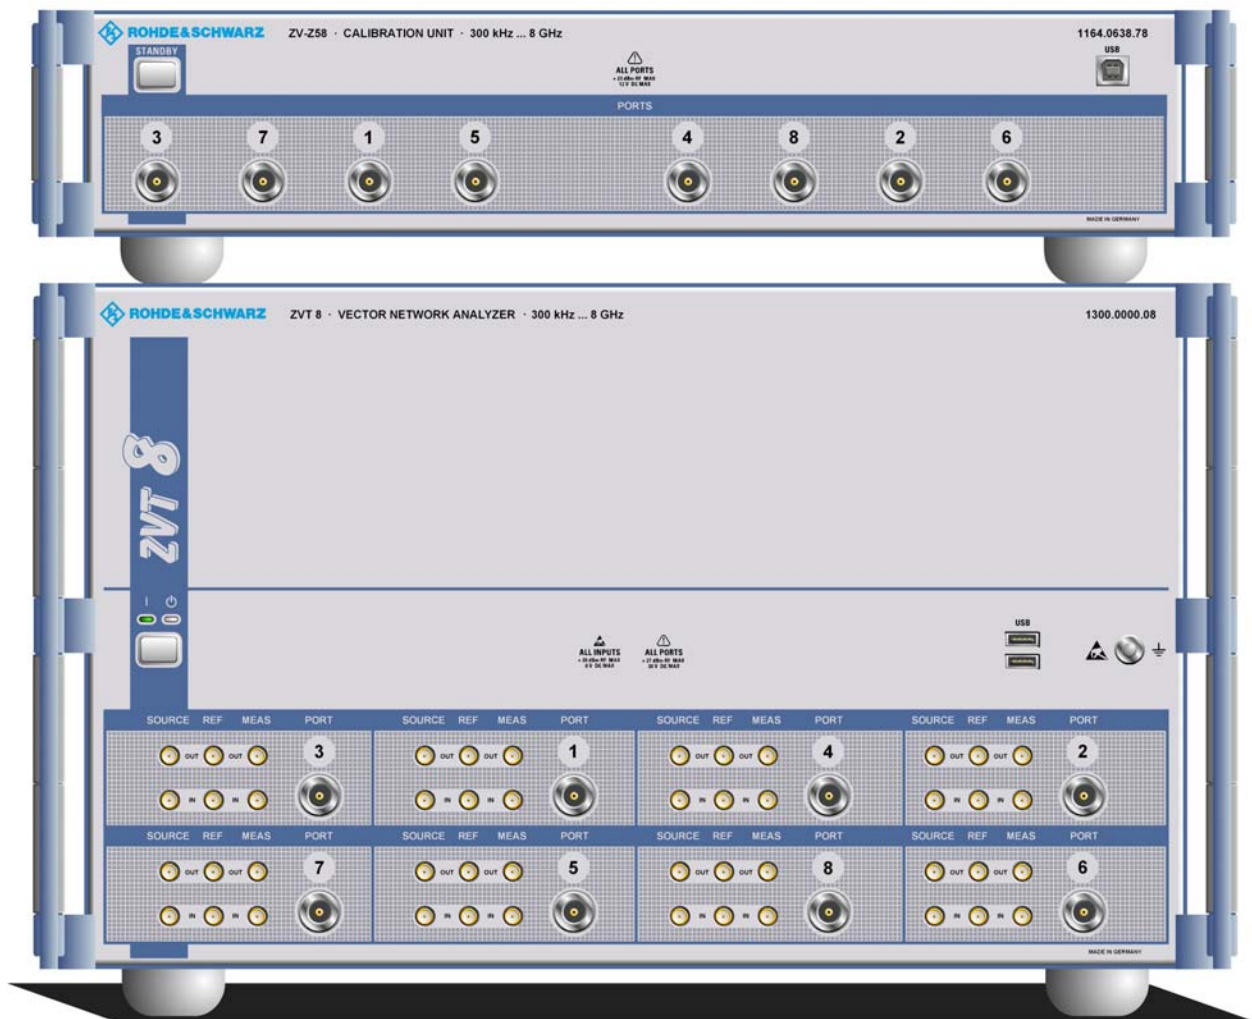 ROHDE&SCHWARZ ZV-Z58 · CALIBRATION UNIT · 300 kHz ... 8 GHz 1164.0638.78
STANDBY
USB
ALL PORTS
12 V DC MAX
PORTS
3 7 1 5 4 8 2 6
MADE IN GERMANY
ROHDE&SCHWARZ ZVT 8 · VECTOR NETWORK ANALYZER · 300 kHz ... 8 GHz 1300.0000.08
ZVT 8
USB
ALL INPUTS
ALL PORTS
SOURCE REF MEAS PORT SOURCE REF MEAS PORT SOURCE REF MEAS PORT SOURCE REF MEAS PORT
3 1 4 2
OUT OUT OUT OUT OUT OUT OUT OUT
IN IN IN IN IN IN IN IN
SOURCE REF MEAS PORT SOURCE REF MEAS PORT SOURCE REF MEAS PORT SOURCE REF MEAS PORT
7 5 8 6
OUT OUT OUT OUT OUT OUT OUT OUT
IN IN IN IN IN IN IN IN
MADE IN GERMANY